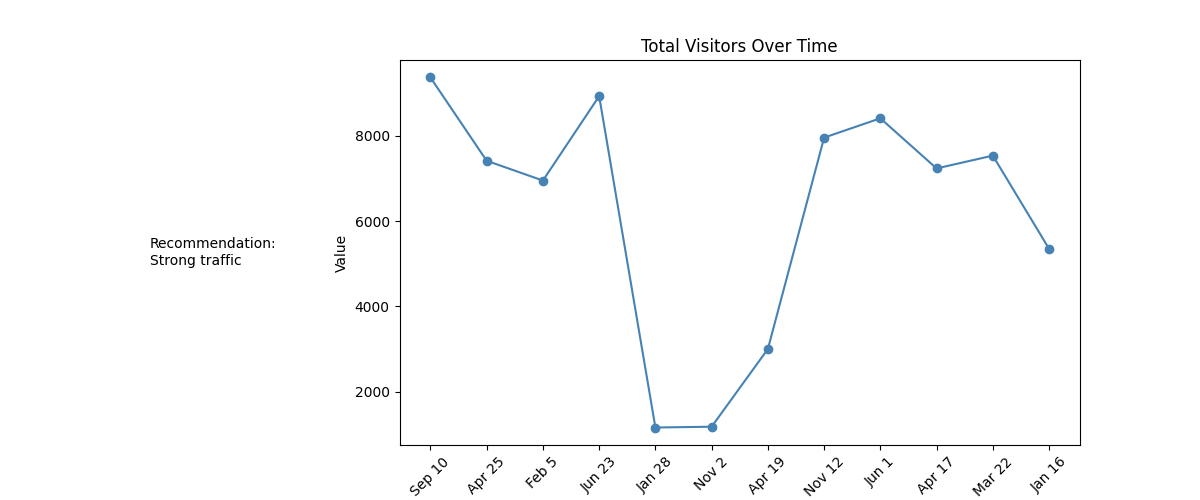 Total Visitors Over Time
Recommendation:
Strong traffic
Value
8000
6000
4000
2000
Sep 10
Apr 25
Feb 5
Jun 23
Jan 28
Nov 2
Apr 19
Nov 12
Jun 1
Apr 17
Mar 22
Jan 16